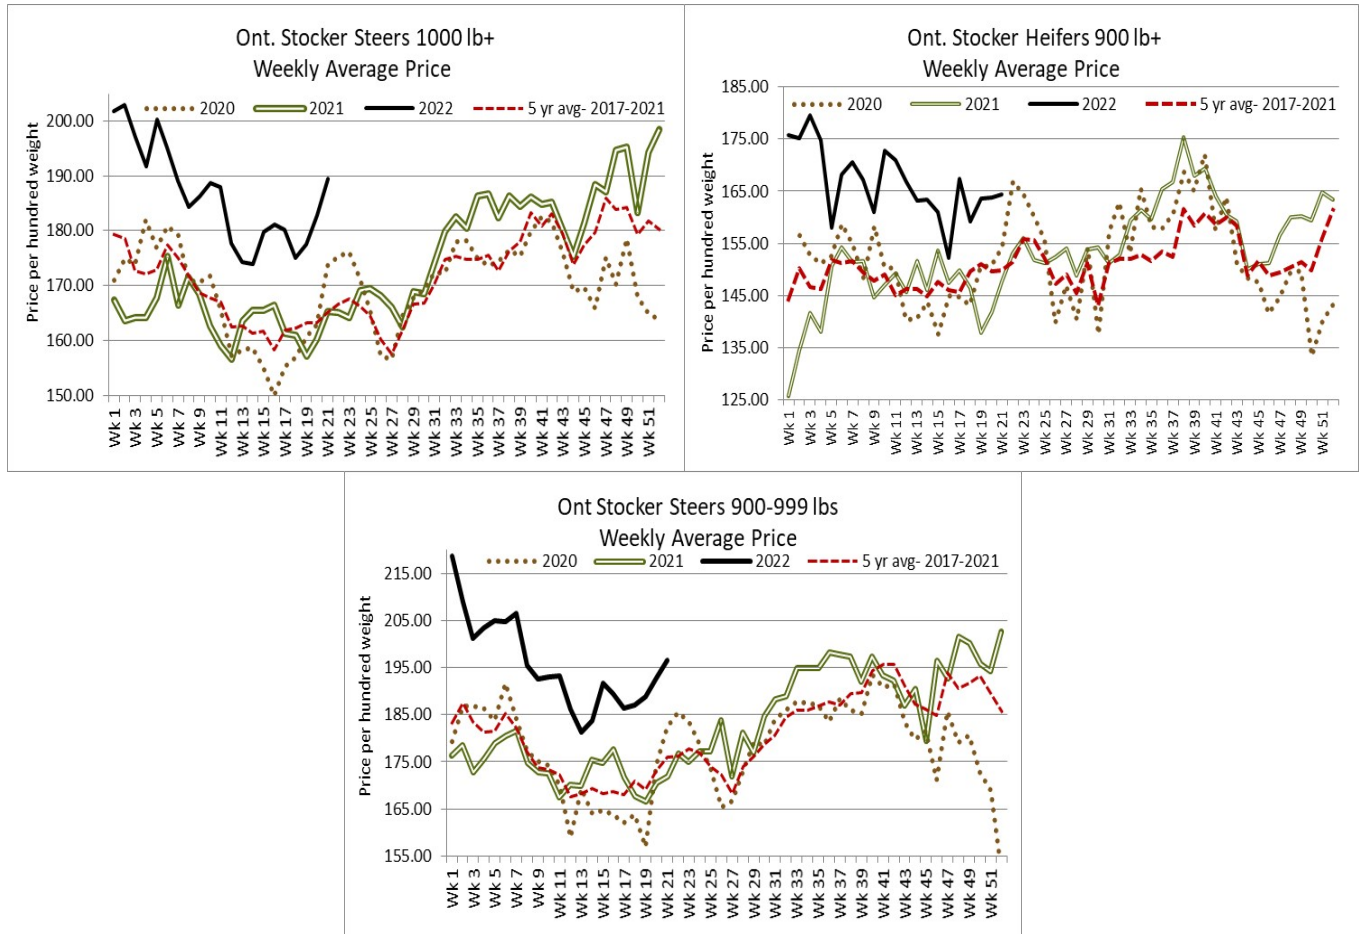 Ont. Stocker Steers 1000 lb+
Weekly Average Price
2020 2021 2022 5 yr avg- 2017-2021
Price per hundred weight
200.00
190.00
180.00
170.00
160.00
150.00
Wk 1 Wk 3 Wk 5 Wk 7 Wk 9 Wk 11 Wk 13 Wk 15 Wk 17 Wk 19 Wk 21 Wk 23 Wk 25 Wk 27 Wk 29 Wk 31 Wk 33 Wk 35 Wk 37 Wk 39 Wk 41 Wk 43 Wk 45 Wk 47 Wk 49 Wk 51
Ont. Stocker Heifers 900 lb+
Weekly Average Price
2020 2021 2022 5 yr avg- 2017-2021
Price per hundred weight
185.00
175.00
165.00
155.00
145.00
135.00
125.00
Wk 1 Wk 3 Wk 5 Wk 7 Wk 9 Wk 11 Wk 13 Wk 15 Wk 17 Wk 19 Wk 21 Wk 23 Wk 25 Wk 27 Wk 29 Wk 31 Wk 33 Wk 35 Wk 37 Wk 39 Wk 41 Wk 43 Wk 45 Wk 47 Wk 49 Wk 51
Ont Stocker Steers 900-999 lbs
Weekly Average Price
2020 2021 2022 5 yr avg- 2017-2021
Price per hundred weight
215.00
205.00
195.00
185.00
175.00
165.00
155.00
Wk 1 Wk 3 Wk 5 Wk 7 Wk 9 Wk 11 Wk 13 Wk 15 Wk 17 Wk 19 Wk 21 Wk 23 Wk 25 Wk 27 Wk 29 Wk 31 Wk 33 Wk 35 Wk 37 Wk 39 Wk 41 Wk 43 Wk 45 Wk 47 Wk 49 Wk 51